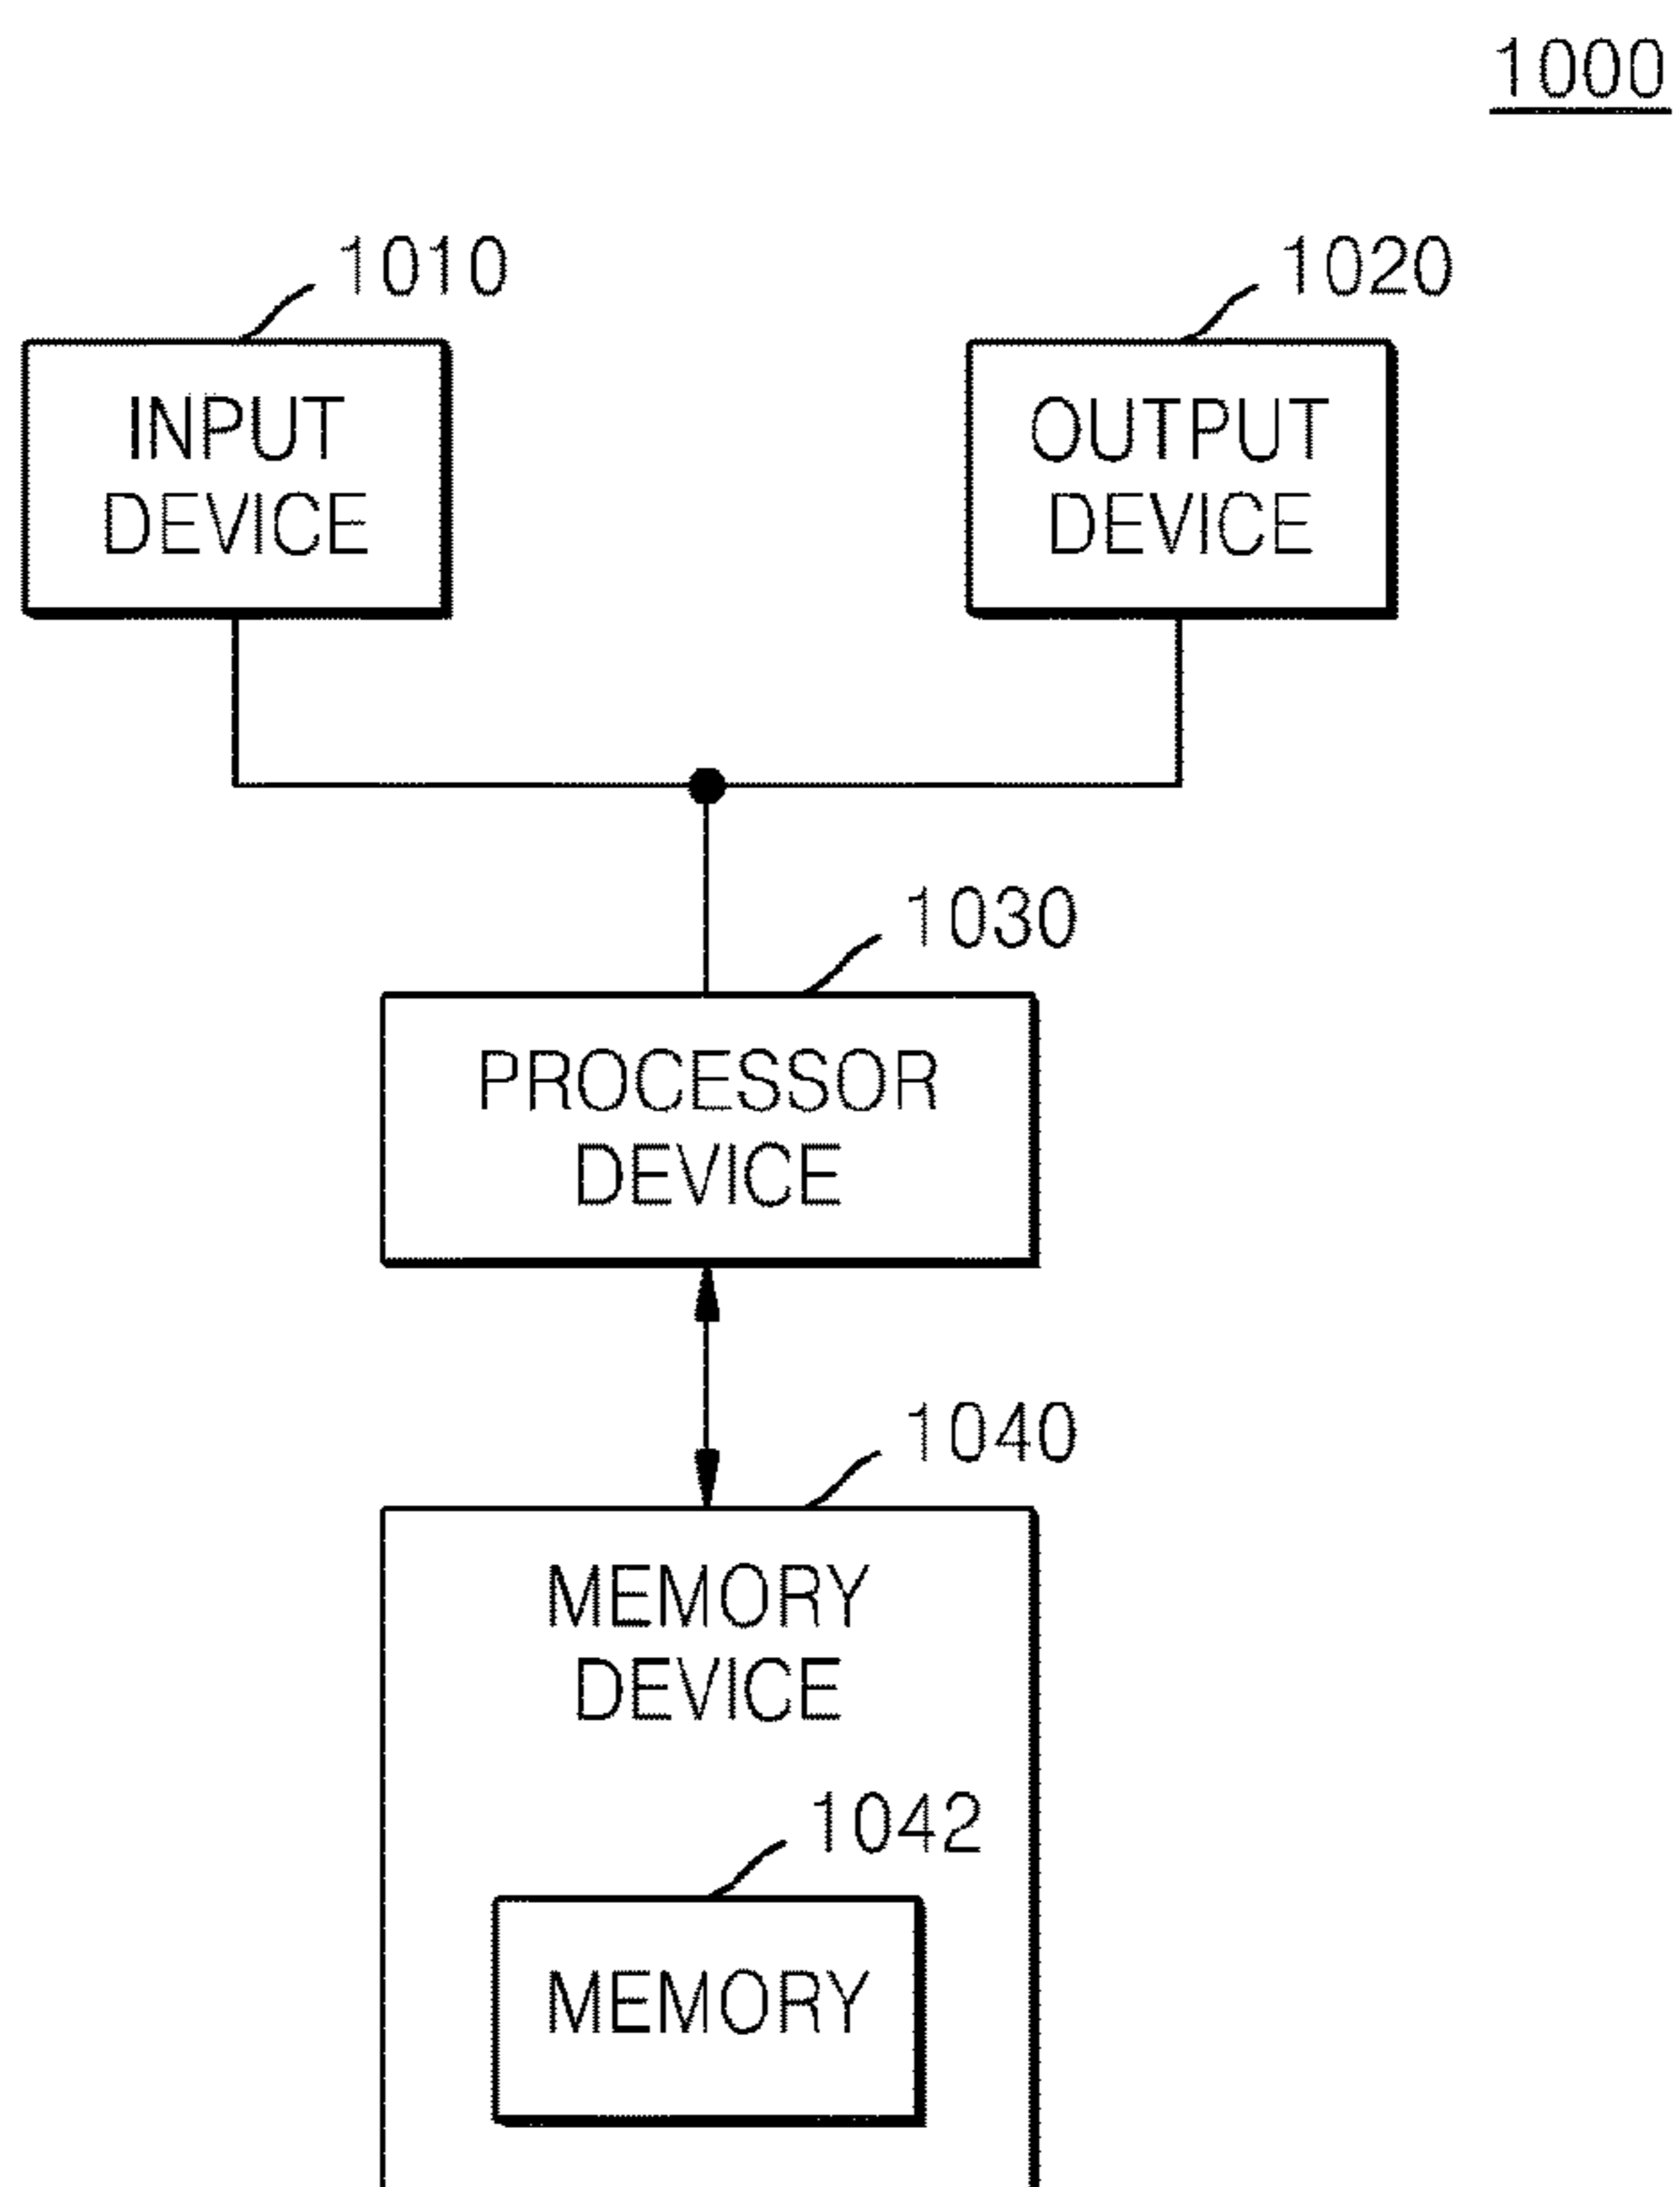 1000
1010
1020
INPUT
DEVICE
OUTPUT
DEVICE
1030
PROCESSOR
DEVICE
1040
MEMORY
DEVICE
1042
MEMORY